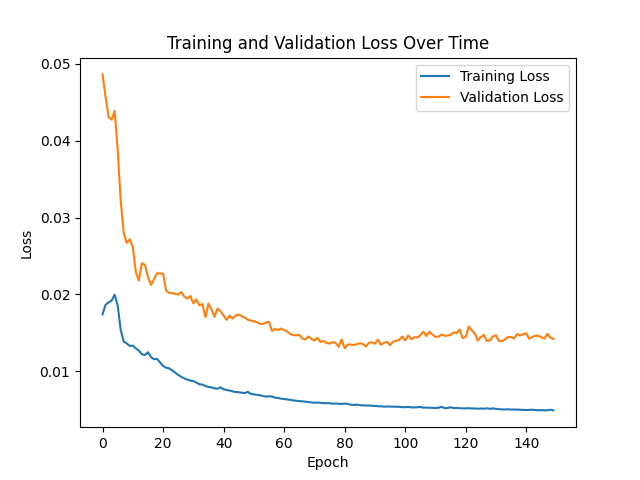 Training and Validation Loss Over Time
Training Loss
Validation Loss
0.05
0.04
0.03
0.02
0.01
Loss
0 20 40 60 80 100 120 140
Epoch